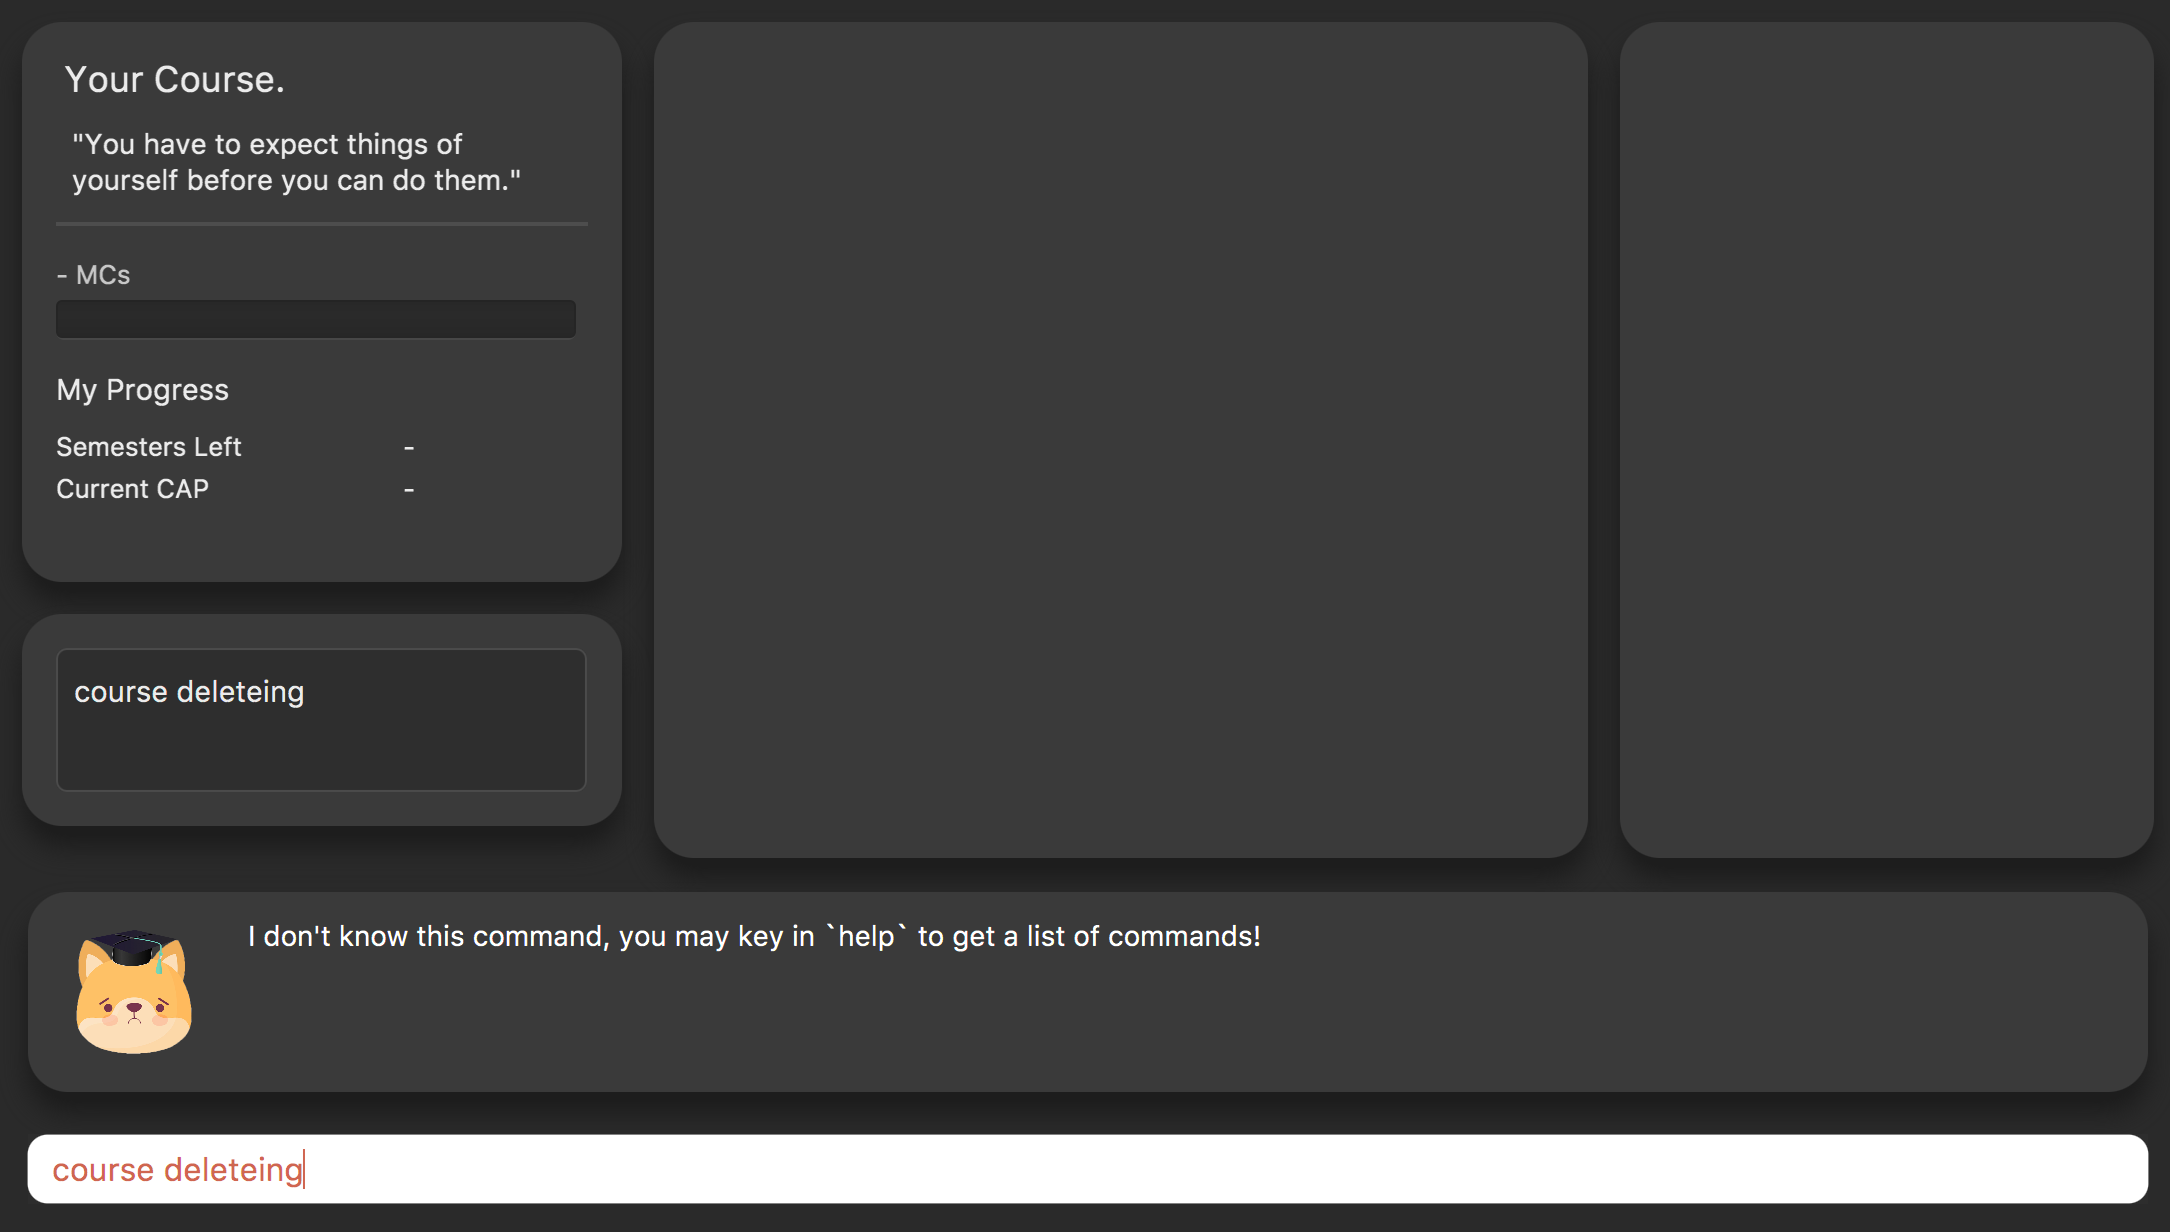 Your Course.
"You have to expect things of
yourself before you can do them."
- MCs
My Progress
Semesters Left -
Current CAP -
course deleteing
I don't know this command, you may key in `help` to get a list of commands!
course deleteing